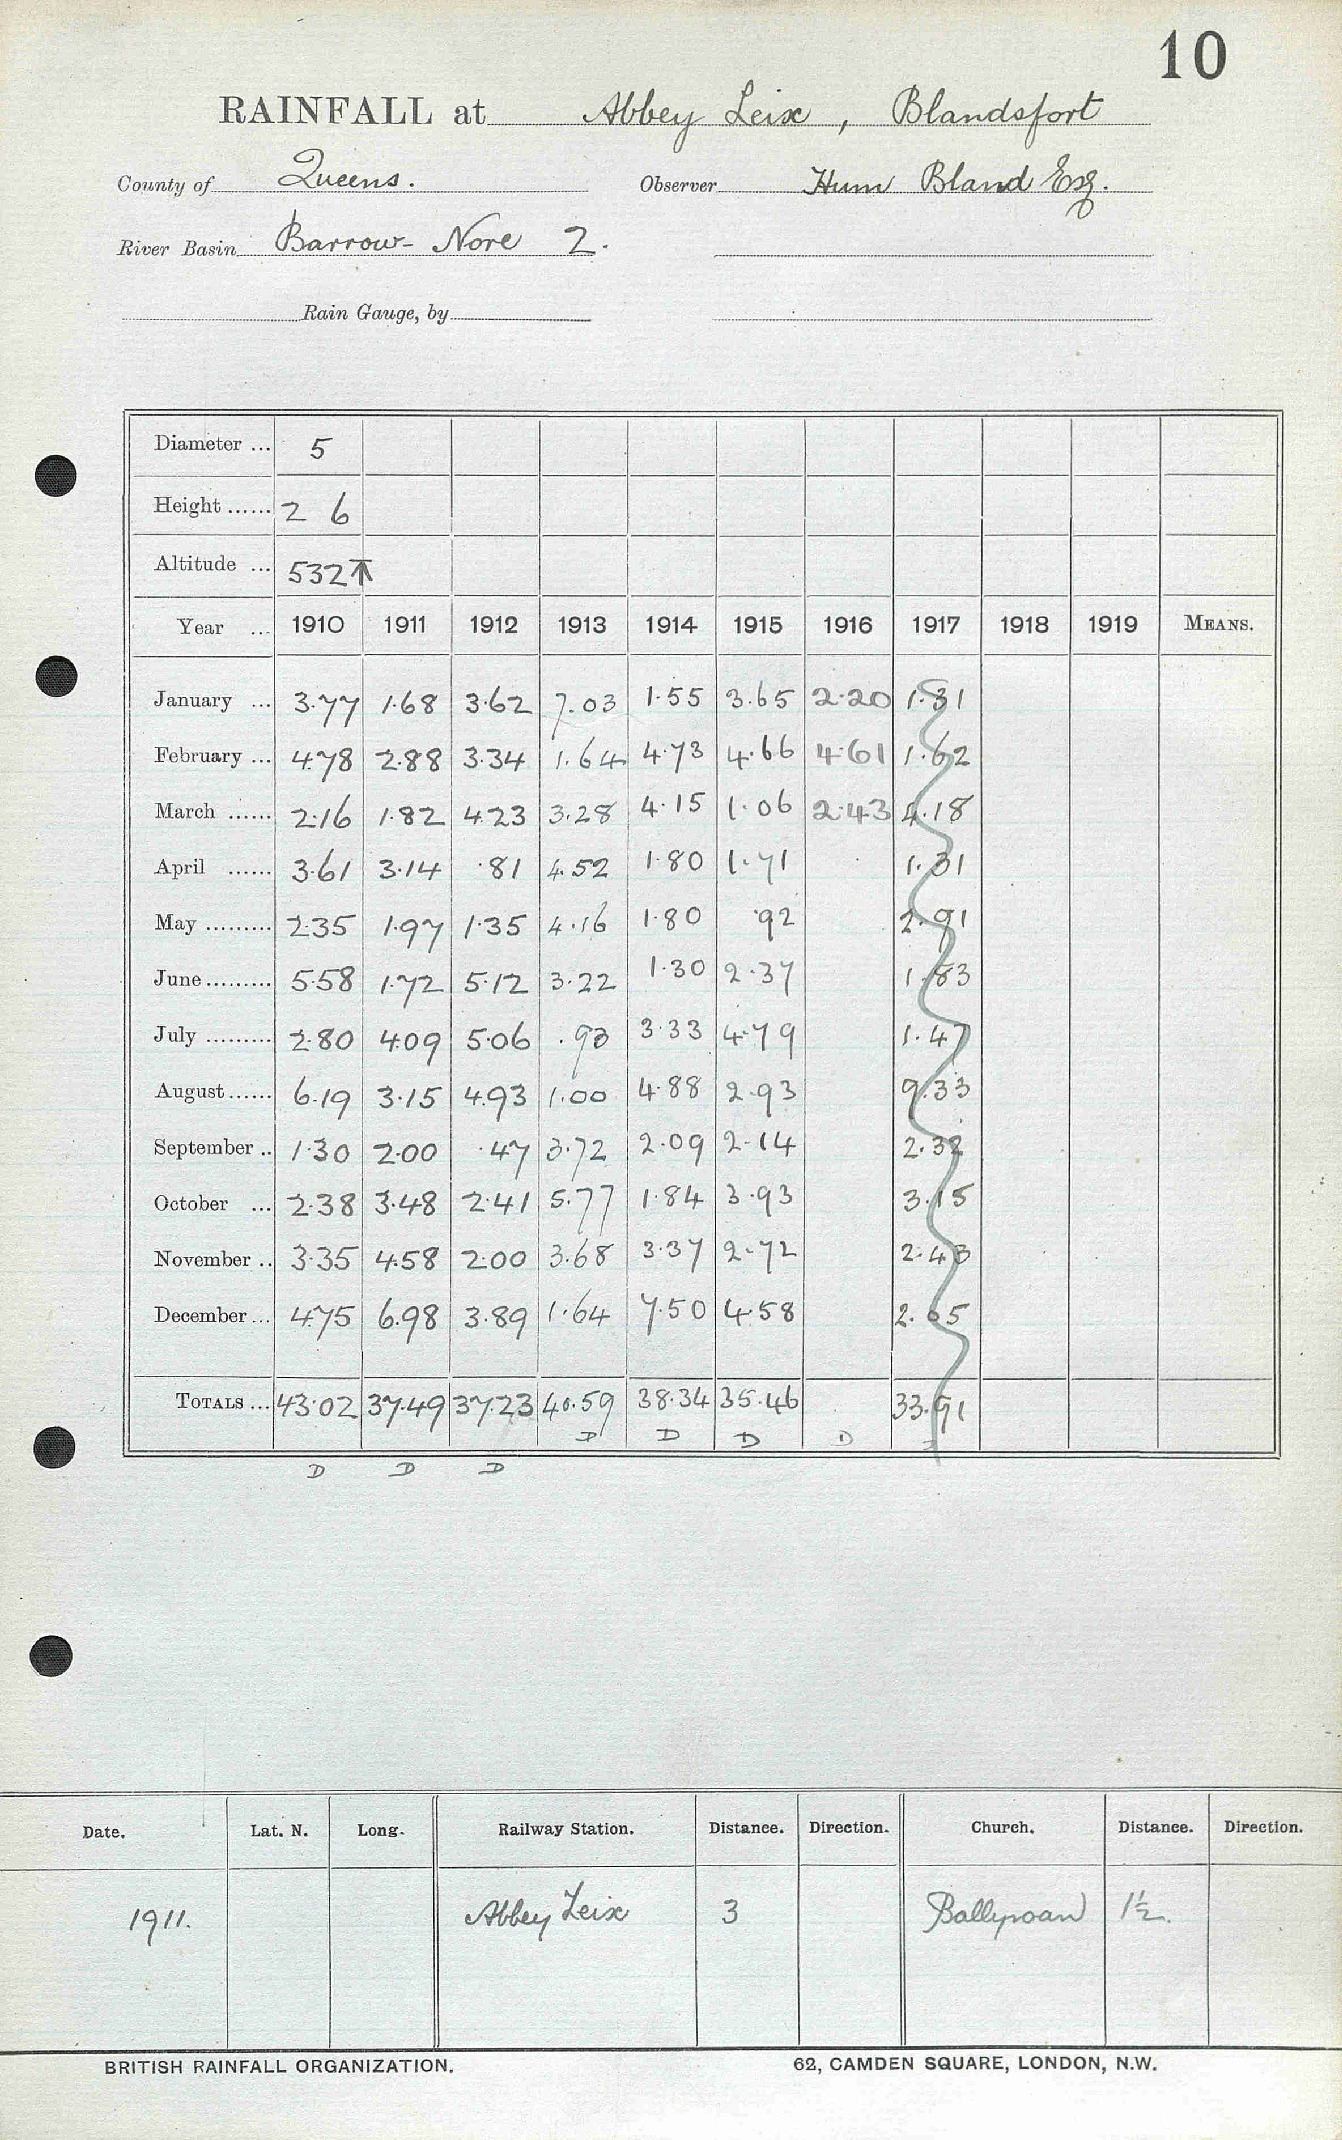 10
RAINFALL at Abbey Leix, Blandsfort
County of Queens. Observer Hum Bland Esq.
River Basin Barrow-Nore 2.
Rain Gauge, by
Diameter ... 5
Height ...... 2 6
Altitude ... 532
Year ... 1910 1911 1912 1913 1914 1915 1916 1917 1918 1919 MEANS.
January ... 3.77 1.68 3.62 7.03 1.55 3.65 2.20 1.31
February ... 4.78 2.88 3.34 1.64 4.73 4.66 4.61 1.62
March ...... 2.16 1.82 4.23 3.28 4.15 1.06 2.43 4.18
April ...... 3.61 3.14 .81 4.52 1.80 1.71 1.31
May ......... 2.35 1.97 1.35 4.16 1.80 .92 2.91
June ......... 5.58 1.72 5.12 3.22 1.30 2.37 1.83
July ......... 2.80 4.09 5.06 .93 3.33 4.79 1.47
August ...... 6.19 3.15 4.93 1.00 4.88 2.93 9.33
September .. 1.30 2.00 .47 3.72 2.09 2.14 2.32
October ... 2.38 3.48 2.41 5.77 1.84 3.93 3.15
November .. 3.35 4.58 2.00 3.68 3.37 2.72 2.43
December ... 4.75 6.98 3.89 1.64 7.50 4.58 2.05
TOTALS ... 43.02 37.49 37.23 40.59 38.34 35.46 33.91
D D D D
D D D
Date. Lat. N. Long. Railway Station. Distance. Direction. Church. Distance. Direction.
1911. Abbey Leix 3 Ballyroan 1½.
BRITISH RAINFALL ORGANIZATION. 62, CAMDEN SQUARE, LONDON, N.W.